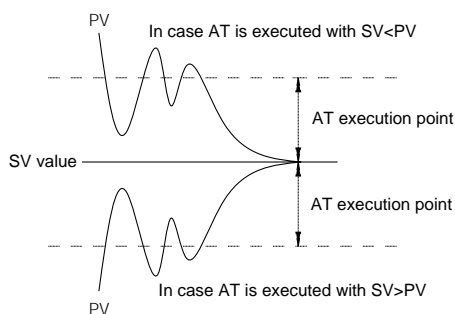 PV
In case AT is executed with SV<PV
AT execution point
SV value
AT execution point
In case AT is executed with SV>PV
PV